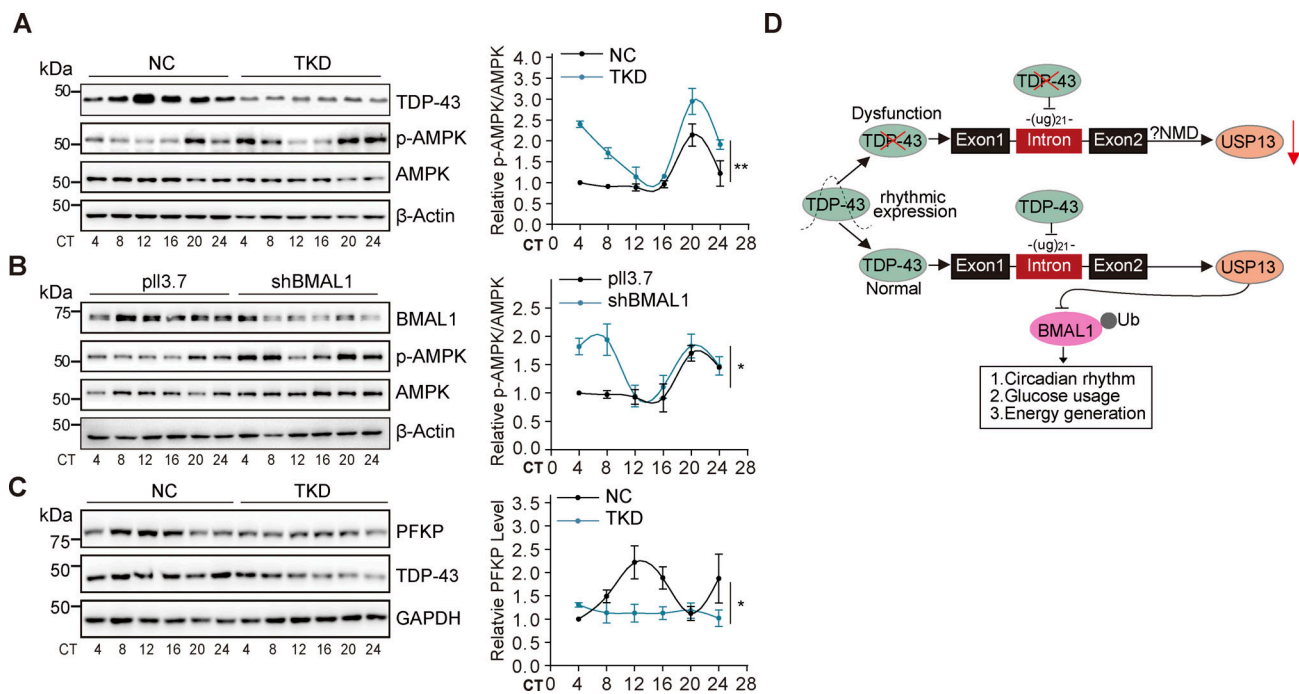 A
kDa
NC
TKD
50
TDP-43
50
p-AMPK
50
AMPK
50
β-Actin
CT 4 8 12 16 20 24 4 8 12 16 20 24
Relative p-AMPK/AMPK
NC
TKD
4.0
3.5
3.0
2.5
2.0
1.5
1.0
0.5
0.0
**
CT 0 4 8 12 16 20 24 28
B
pll3.7
shBMAL1
75
BMAL1
50
p-AMPK
50
AMPK
50
β-Actin
CT 4 8 12 16 20 24 4 8 12 16 20 24
Relative p-AMPK/AMPK
pll3.7
shBMAL1
2.5
2.0
1.5
1.0
0.5
0.0
*
CT 0 4 8 12 16 20 24 28
C
kDa
NC
TKD
75
PFKP
50
TDP-43
50
GAPDH
CT 4 8 12 16 20 24 4 8 12 16 20 24
Relatvie PFKP Level
NC
TKD
3.5
3.0
2.5
2.0
1.5
1.0
0.5
0.0
*
CT 0 4 8 12 16 20 24 28
D
TDP-43
-(ug)21-
Dysfunction
TDP-43
Exon1
Intron
Exon2
?NMD
USP13
TDP-43
rhythmic
expression
TDP-43
-(ug)21-
TDP-43
Normal
Exon1
Intron
Exon2
USP13
BMAL1
Ub
1.Circadian rhythm
2.Glucose usage
3.Energy generation